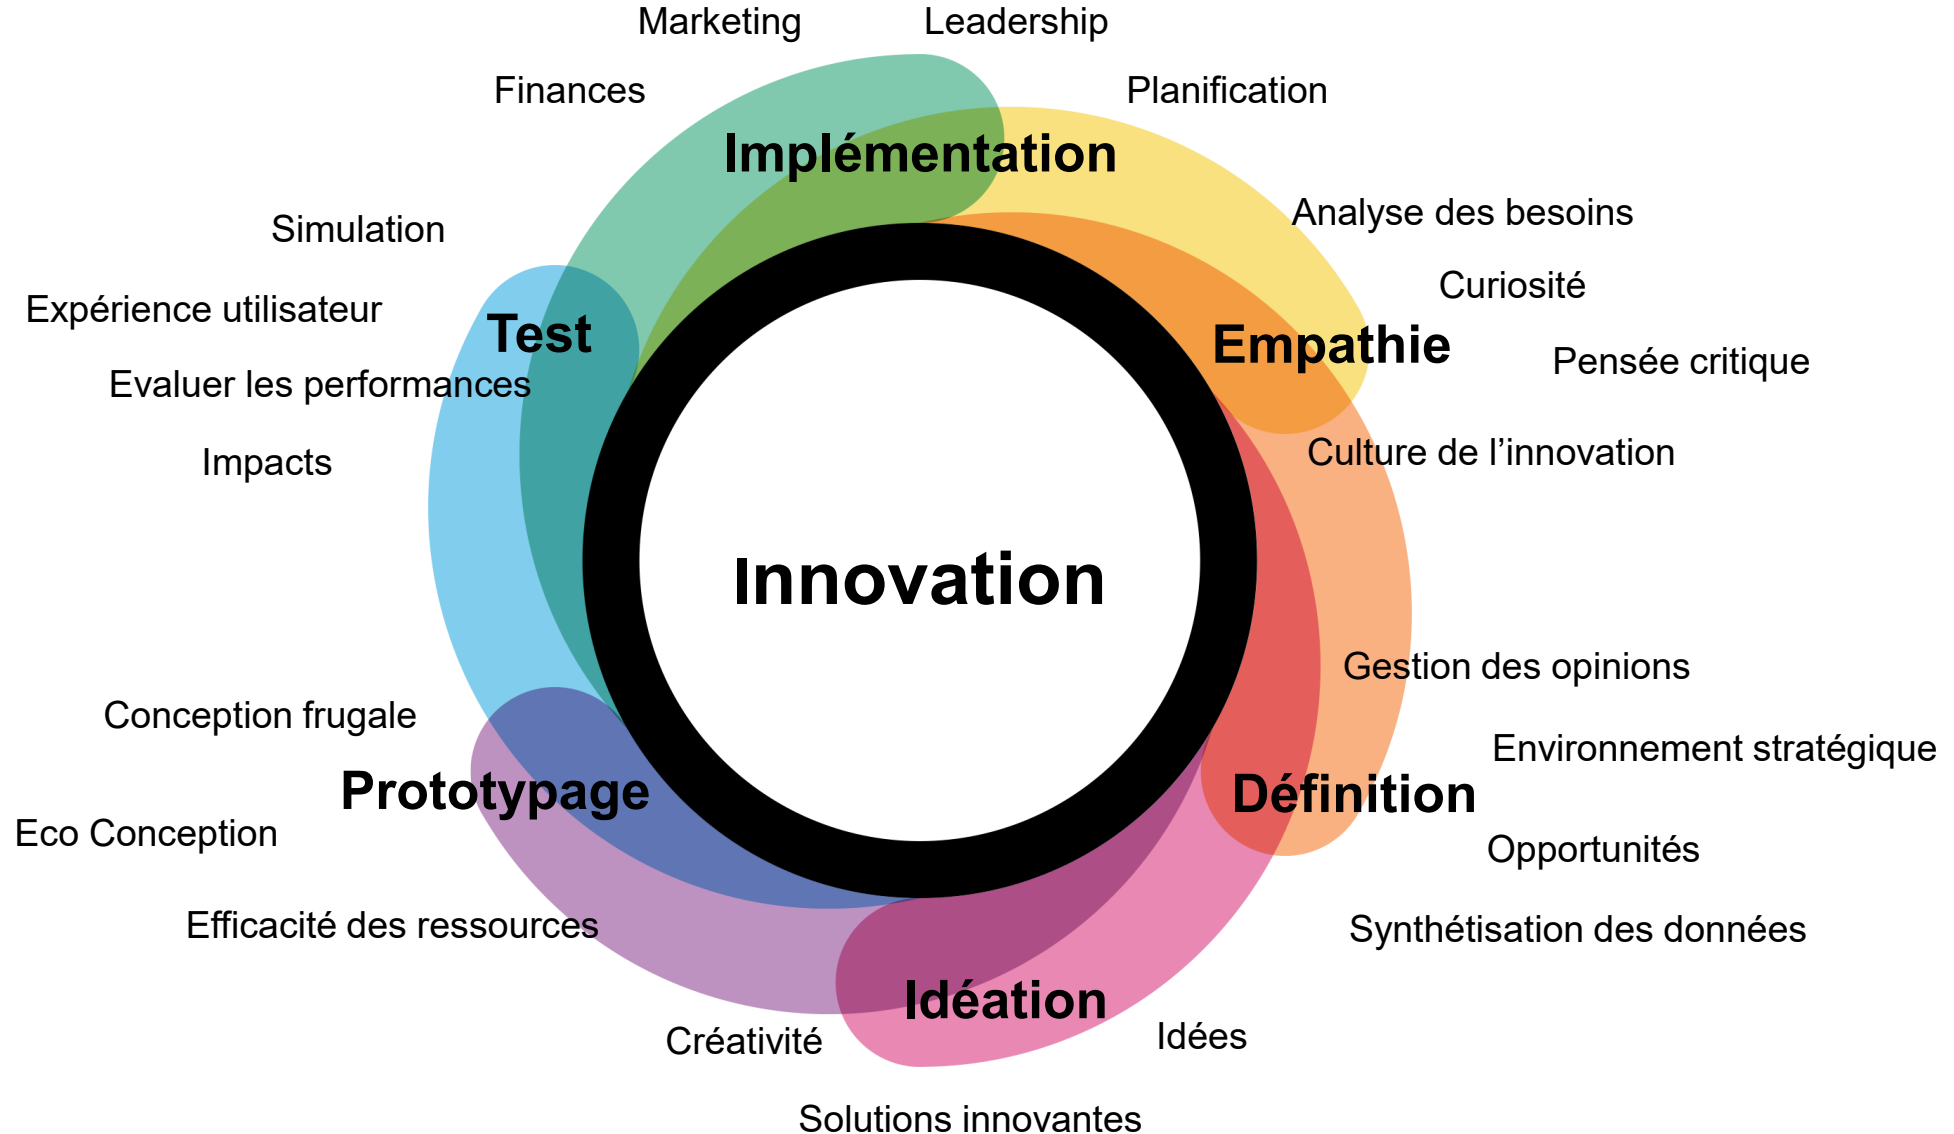 Marketing
Leadership
Finances
Planification
Implémentation
Analyse des besoins
Simulation
Curiosité
Expérience utilisateur
Test
Empathie
Pensée critique
Evaluer les performances
Culture de l’innovation
Impacts
Innovation
Gestion des opinions
Conception frugale
Environnement stratégique
Prototypage
Définition
Eco Conception
Opportunités
Efficacité des ressources
Synthétisation des données
Idéation
Créativité
Idées
Solutions innovantes